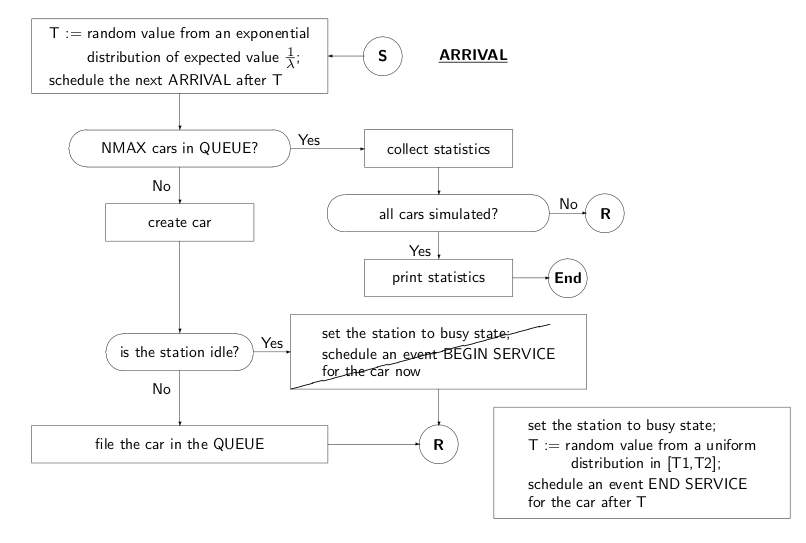 T := random value from an exponential
distribution of expected value 1/λ;
schedule the next ARRIVAL after T
S
ARRIVAL
NMAX cars in QUEUE?
Yes
collect statistics
No
all cars simulated?
No
R
create car
Yes
print statistics
End
is the station idle?
Yes
set the station to busy state;
schedule an event BEGIN SERVICE
for the car now
No
file the car in the QUEUE
R
set the station to busy state;
T := random value from a uniform
distribution in [T1,T2];
schedule an event END SERVICE
for the car after T